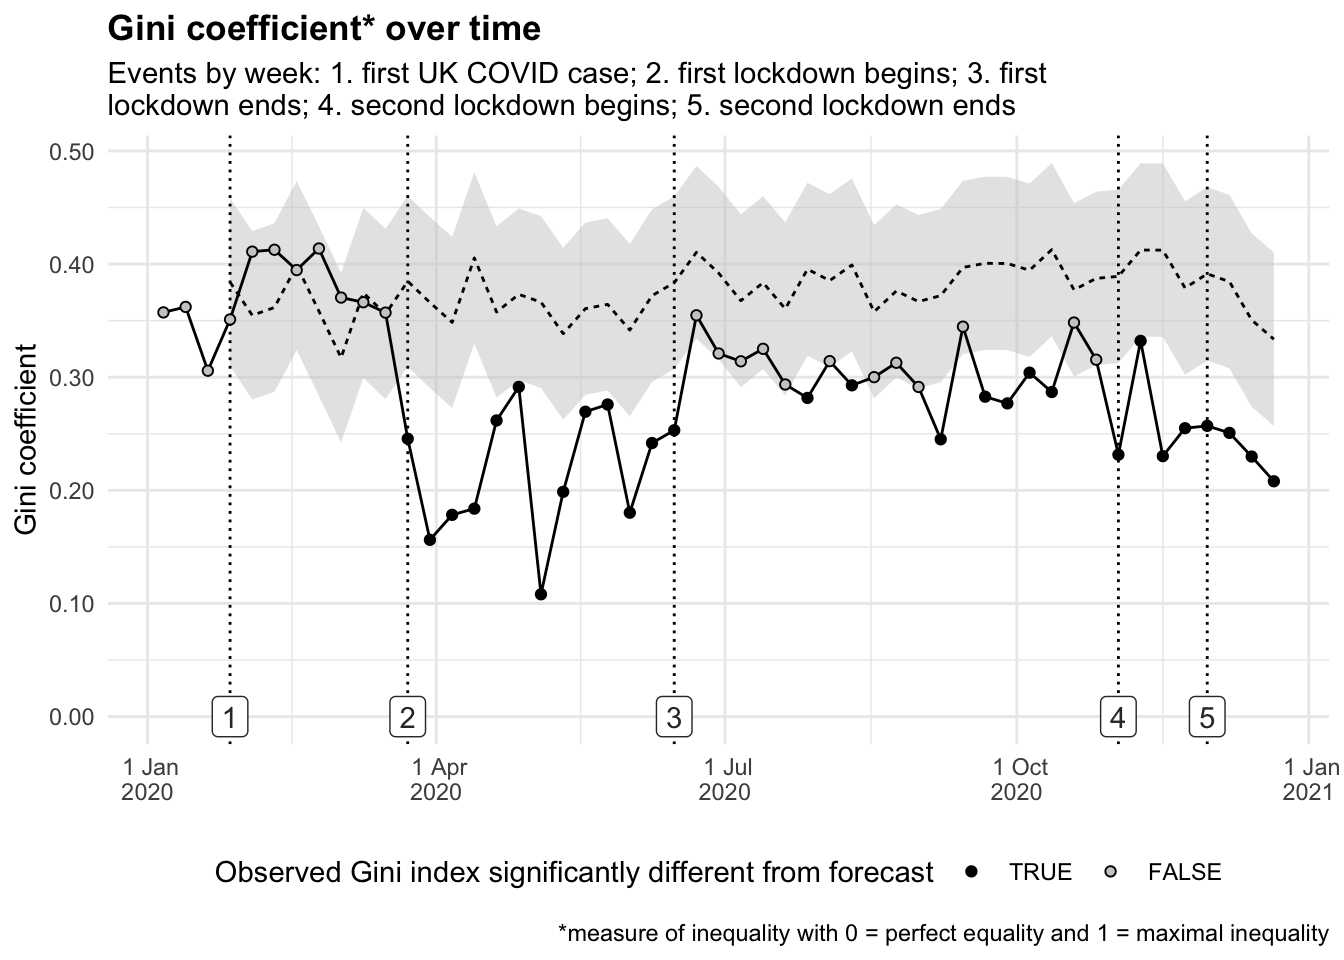 Gini coefficient* over time
Events by week: 1. first UK COVID case; 2. first lockdown begins; 3. first
lockdown ends; 4. second lockdown begins; 5. second lockdown ends
Gini coefficient
0.50
0.40
0.30
0.20
0.10
0.00
1 2 3 4 5
1 Jan 1 Apr 1 Jul 1 Oct 1 Jan
2020 2020 2020 2020 2021
Observed Gini index significantly different from forecast TRUE FALSE
*measure of inequality with 0 = perfect equality and 1 = maximal inequality